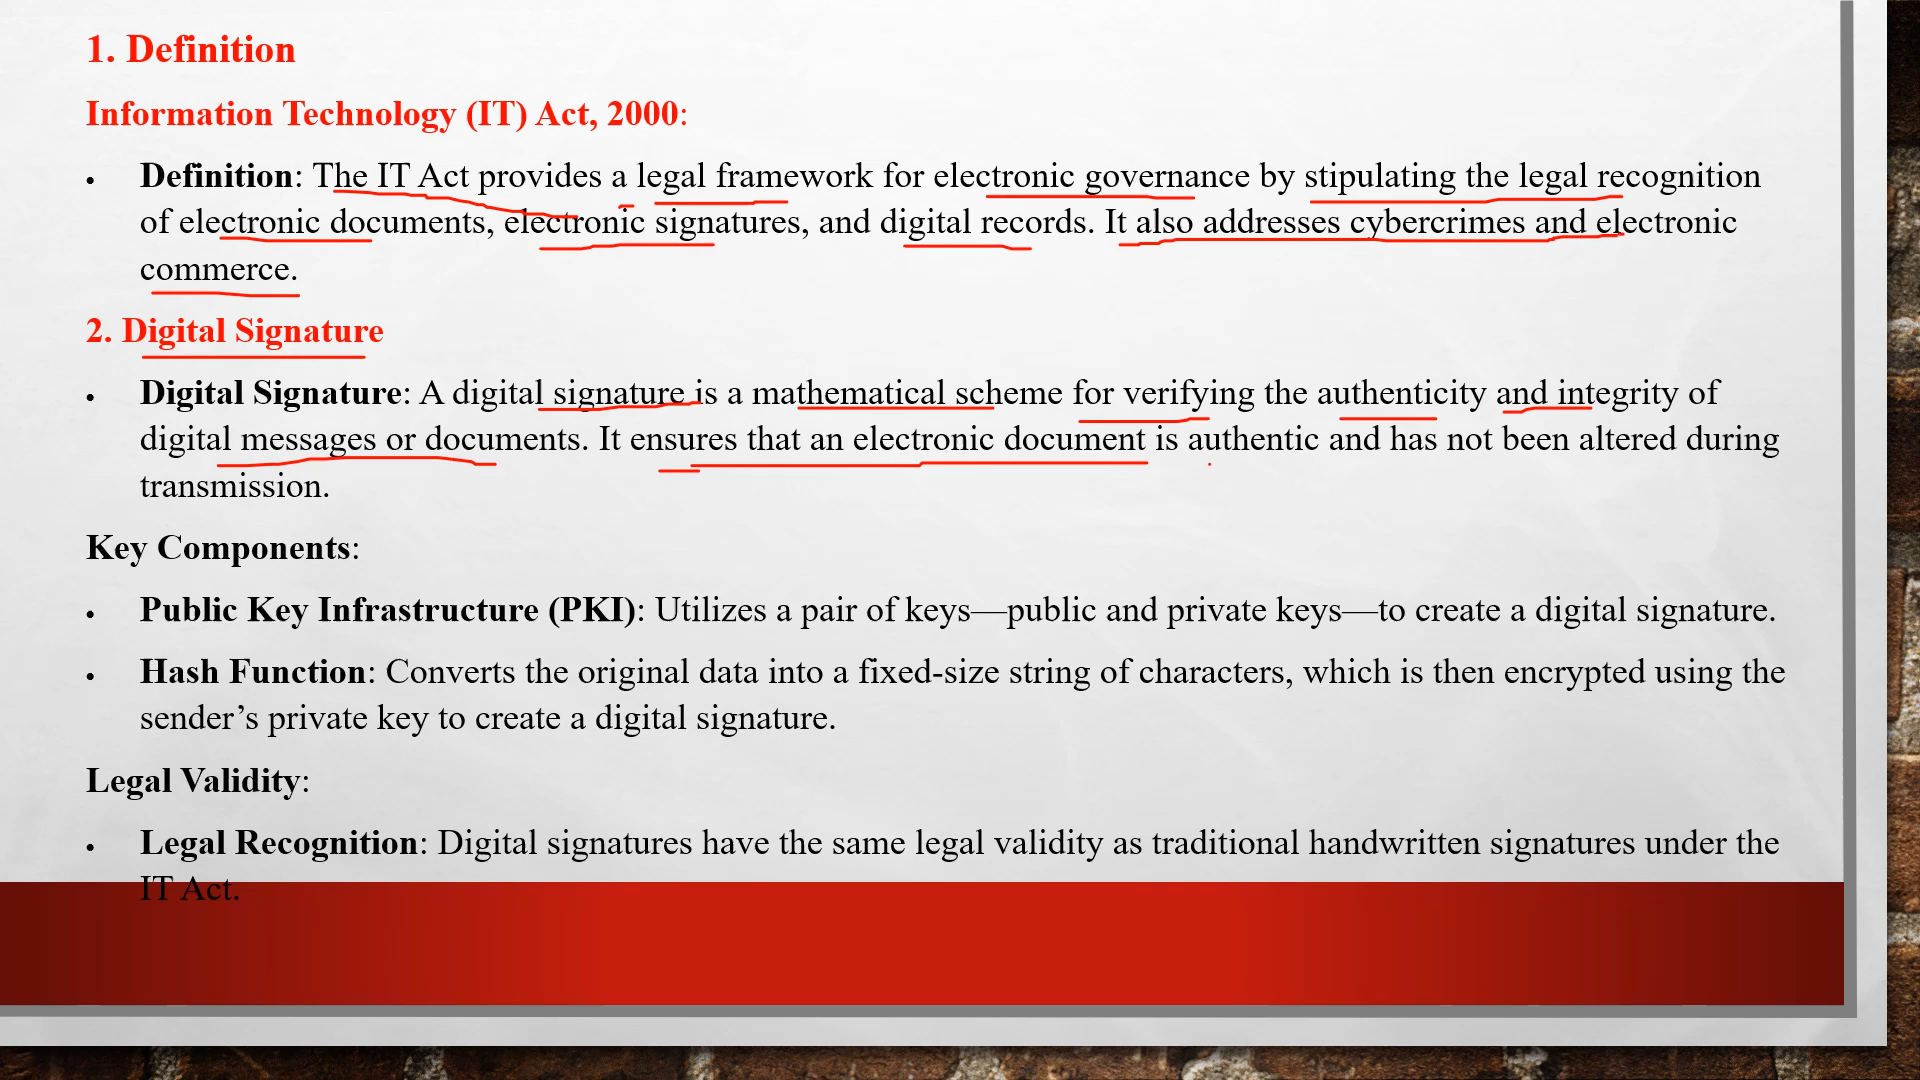 1. Definition
Information Technology (IT) Act, 2000:
• Definition: The IT Act provides a legal framework for electronic governance by stipulating the legal recognition
of electronic documents, electronic signatures, and digital records. It also addresses cybercrimes and electronic
commerce.
2. Digital Signature
• Digital Signature: A digital signature is a mathematical scheme for verifying the authenticity and integrity of
digital messages or documents. It ensures that an electronic document is authentic and has not been altered during
transmission.
Key Components:
• Public Key Infrastructure (PKI): Utilizes a pair of keys—public and private keys—to create a digital signature.
• Hash Function: Converts the original data into a fixed-size string of characters, which is then encrypted using the
sender’s private key to create a digital signature.
Legal Validity:
• Legal Recognition: Digital signatures have the same legal validity as traditional handwritten signatures under the
IT Act.